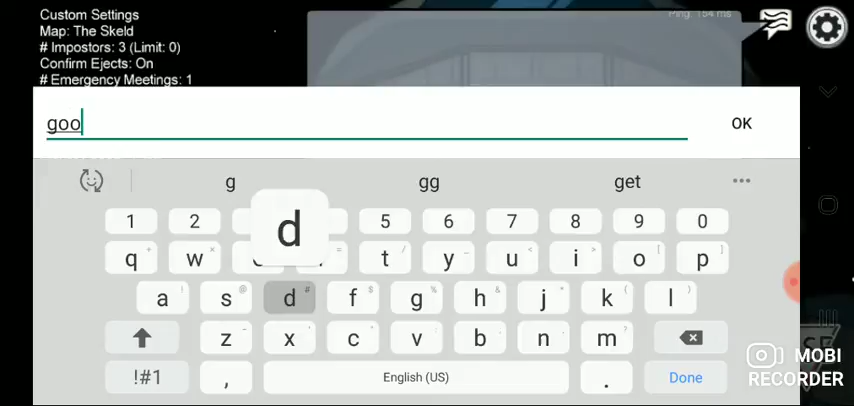 Custom Settings
Map: The Skeld
# Impostors: 3 (Limit: 0)
Confirm Ejects: On
# Emergency Meetings: 1
Ping: 154 ms
goo
OK
g gg get
d
1 2 5 6 7 8 9 0
q w t y u i o p
a s d f g h j k l
z x c v b n m
!#1 , English (US) . Done
MOBI
RECORDER